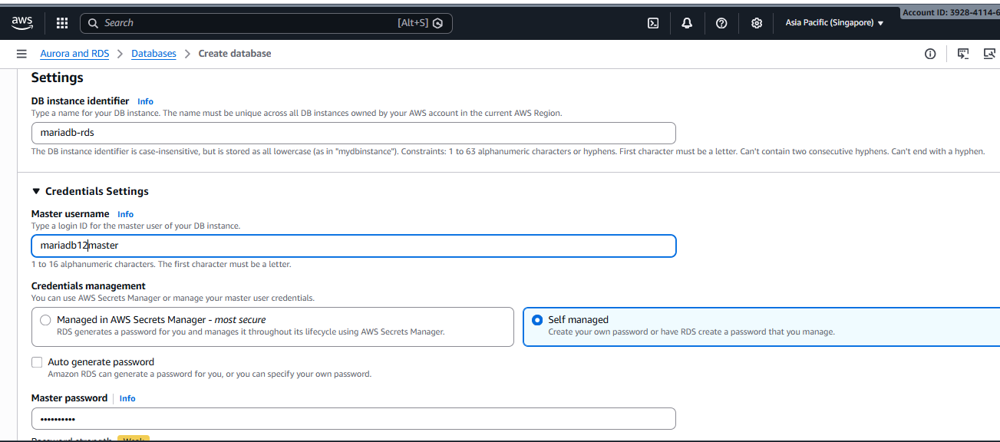 aws
Search [Alt+S]
Asia Pacific (Singapore) ▼
Account ID: 3928-4114-6
Aurora and RDS > Databases > Create database
Settings
DB instance identifier Info
Type a name for your DB instance. The name must be unique across all DB instances owned by your AWS account in the current AWS Region.
mariadb-rds
The DB instance identifier is case-insensitive, but is stored as all lowercase (as in "mydbinstance"). Constraints: 1 to 63 alphanumeric characters or hyphens. First character must be a letter. Can't contain two consecutive hyphens. Can't end with a hyphen.
▼ Credentials Settings
Master username Info
Type a login ID for the master user of your DB instance.
mariadb12master
1 to 16 alphanumeric characters. The first character must be a letter.
Credentials management
You can use AWS Secrets Manager or manage your master user credentials.
Managed in AWS Secrets Manager - most secure
RDS generates a password for you and manages it throughout its lifecycle using AWS Secrets Manager.
Self managed
Create your own password or have RDS create a password that you manage.
Auto generate password
Amazon RDS can generate a password for you, or you can specify your own password.
Master password Info
••••••••••
Password strength Weak